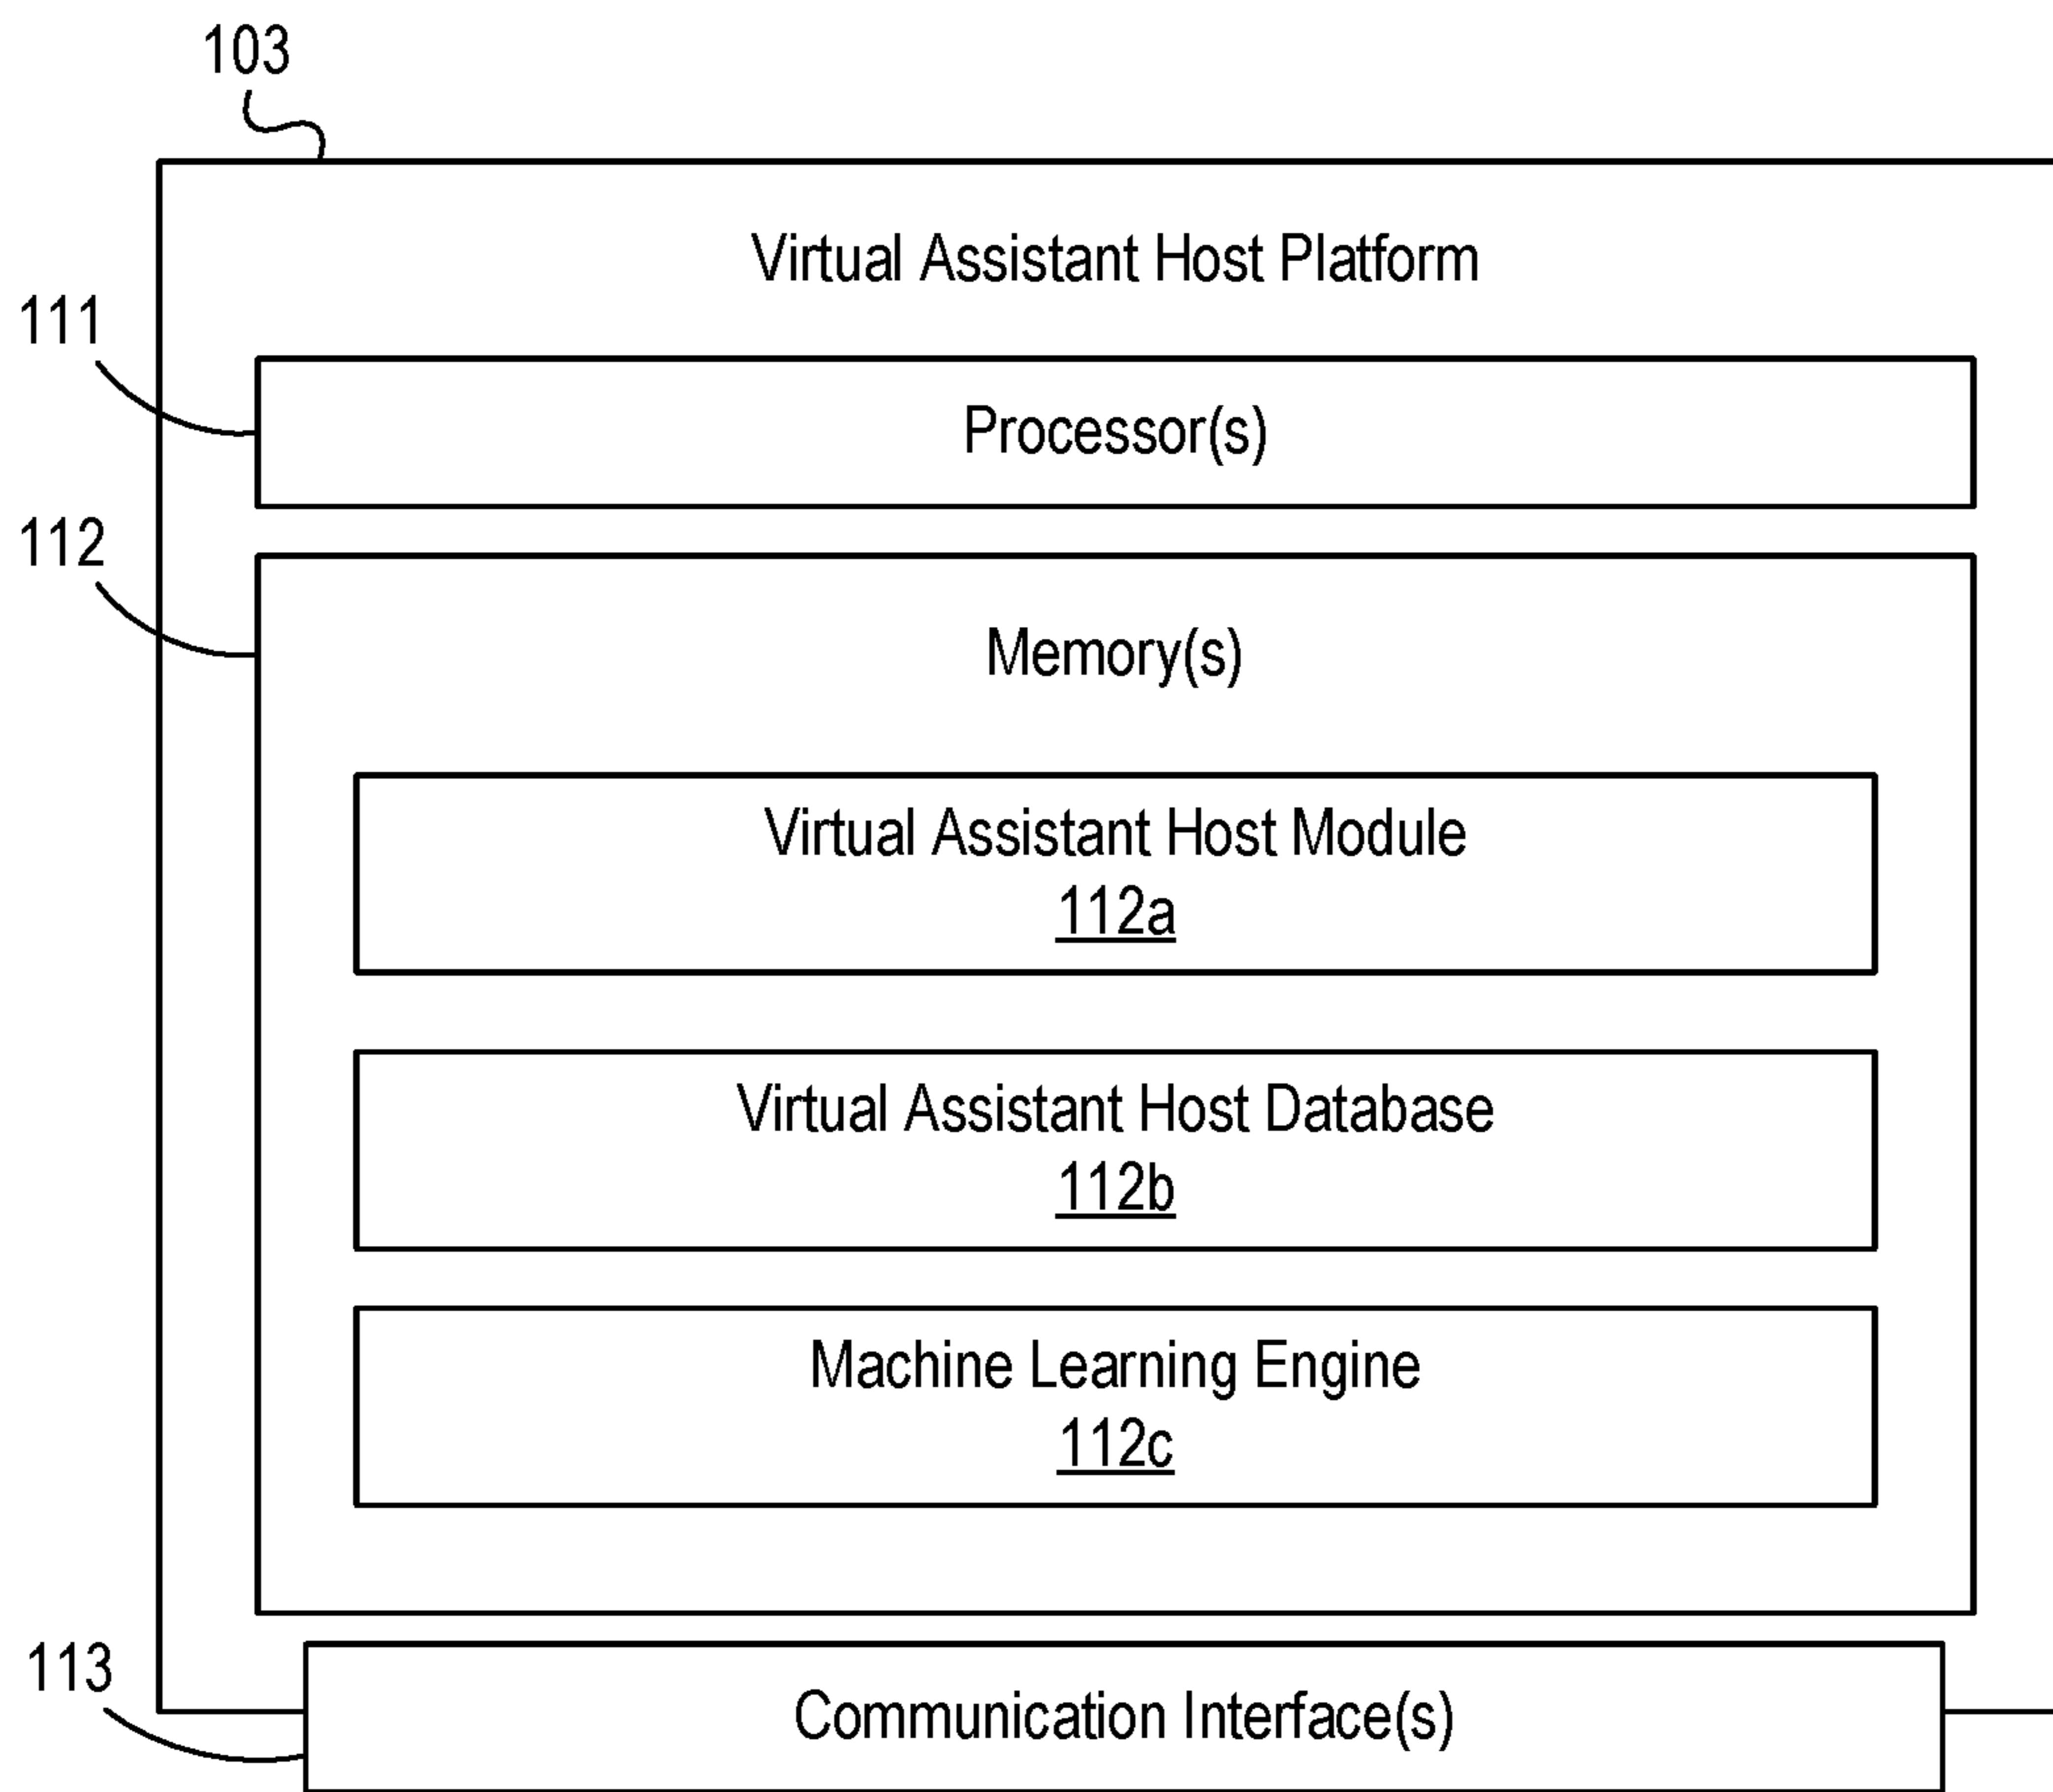 103
Virtual Assistant Host Platform
111
Processor(s)
112
Memory(s)
Virtual Assistant Host Module
112a
Virtual Assistant Host Database
112b
Machine Learning Engine
112c
113
Communication Interface(s)